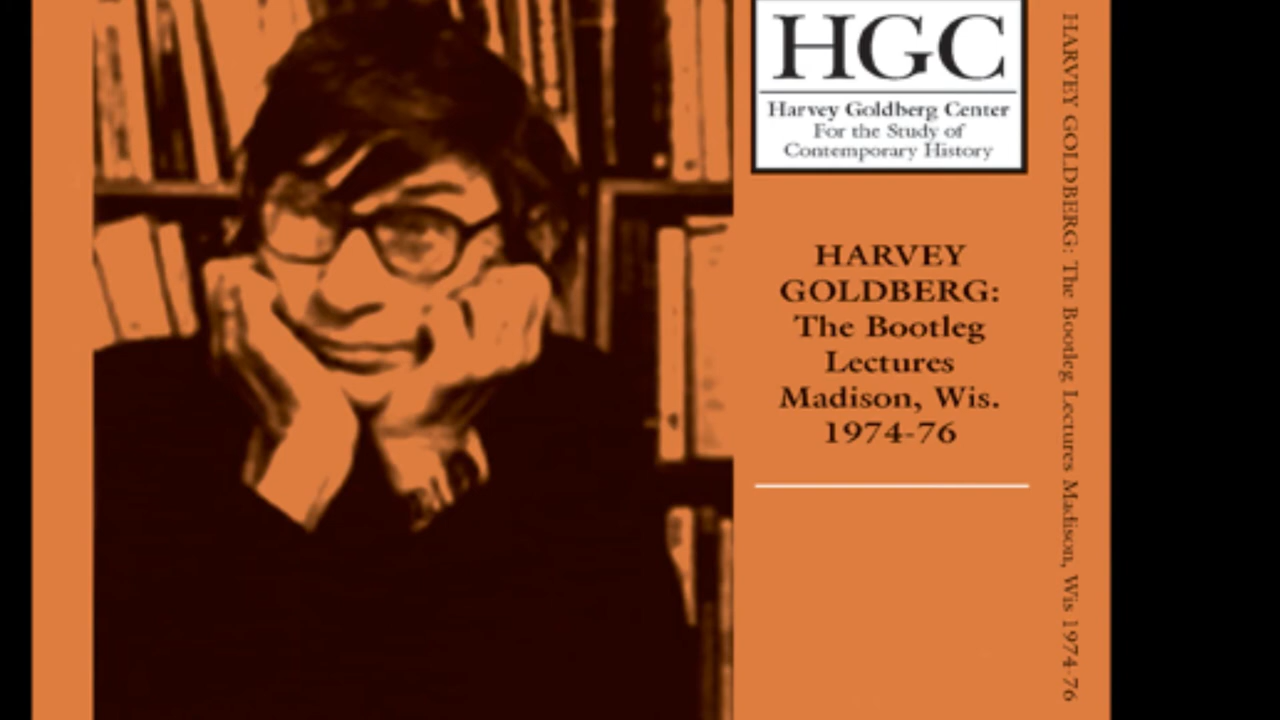 HGC
Harvey Goldberg Center
For the Study of
Contemporary History
HARVEY
GOLDBERG:
The Bootleg
Lectures
Madison, Wis.
1974-76
HARVEY GOLDBERG: The Bootleg Lectures Madison, Wis 1974-76